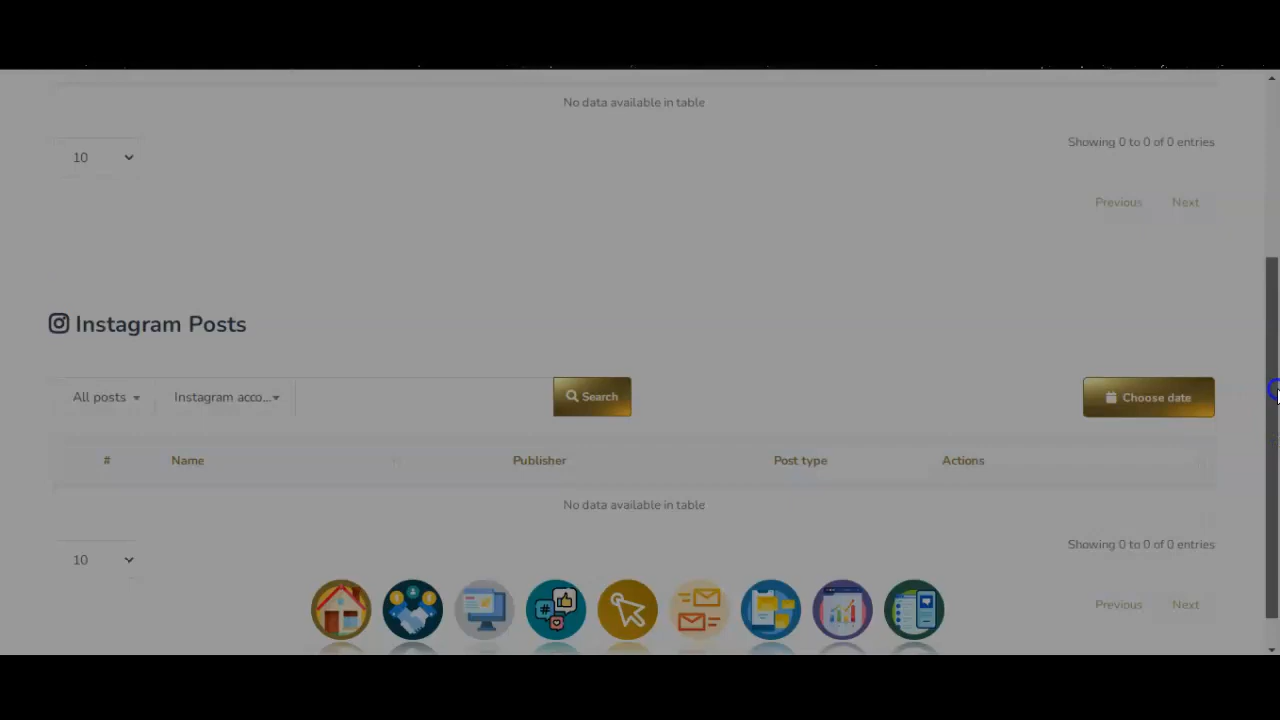 No data available in table
Showing 0 to 0 of 0 entries
10
Previous Next
Instagram Posts
All posts Instagram acco... Search Choose date
# Name Publisher Post type Actions
No data available in table
Showing 0 to 0 of 0 entries
10
Previous Next